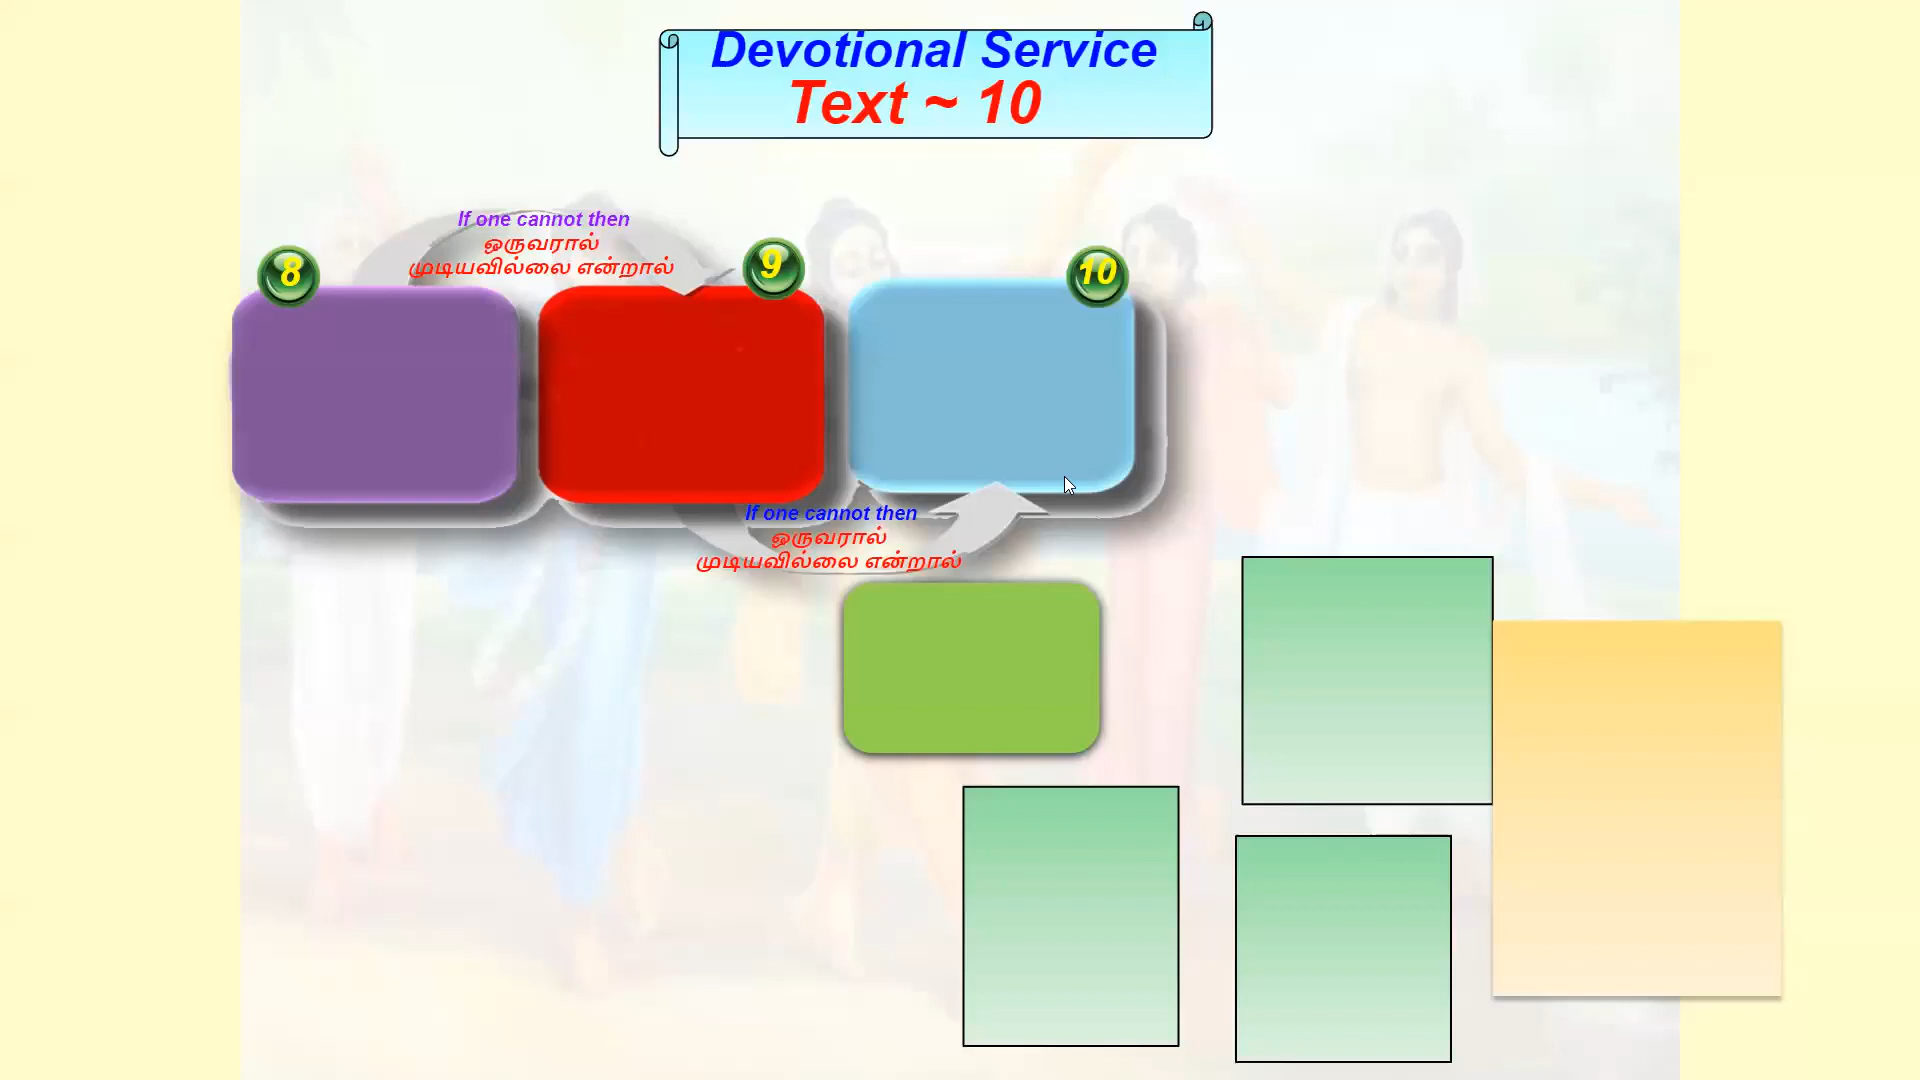 Devotional Service
Text ~ 10
If one cannot then
ஒருவரால்
முடியவில்லை என்றால்
8
9
10
If one cannot then
ஒருவரால்
முடியவில்லை என்றால்